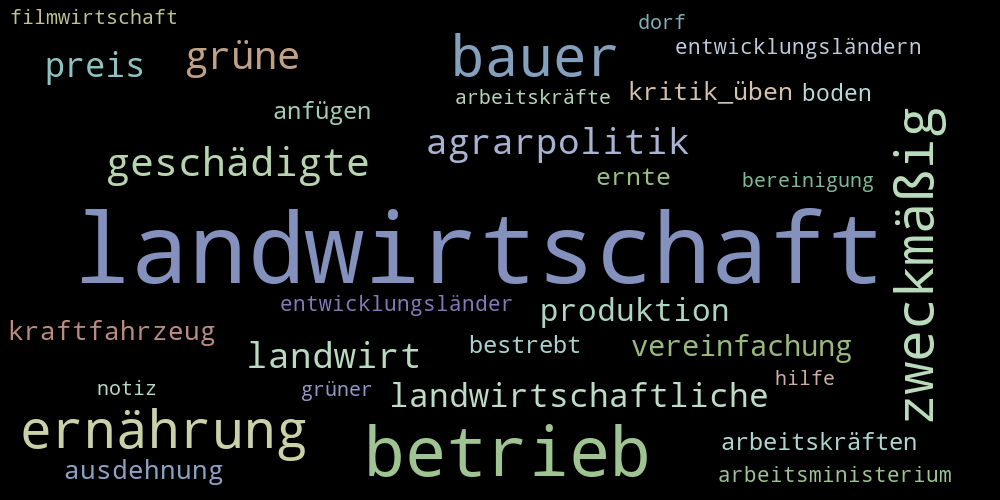 filmwirtschaft
dorf
preis
grüne
bauer
entwicklungsländern
arbeitskräfte
kritik_üben
boden
anfügen
agrarpolitik
geschädigte
ernte
bereinigung
zweckmäßig
landwirtschaft
entwicklungsländer
produktion
kraftfahrzeug
landwirt
bestrebt
vereinfachung
notiz
grüner
landwirtschaftliche
hilfe
ernährung
betrieb
arbeitskräften
ausdehnung
arbeitsministerium